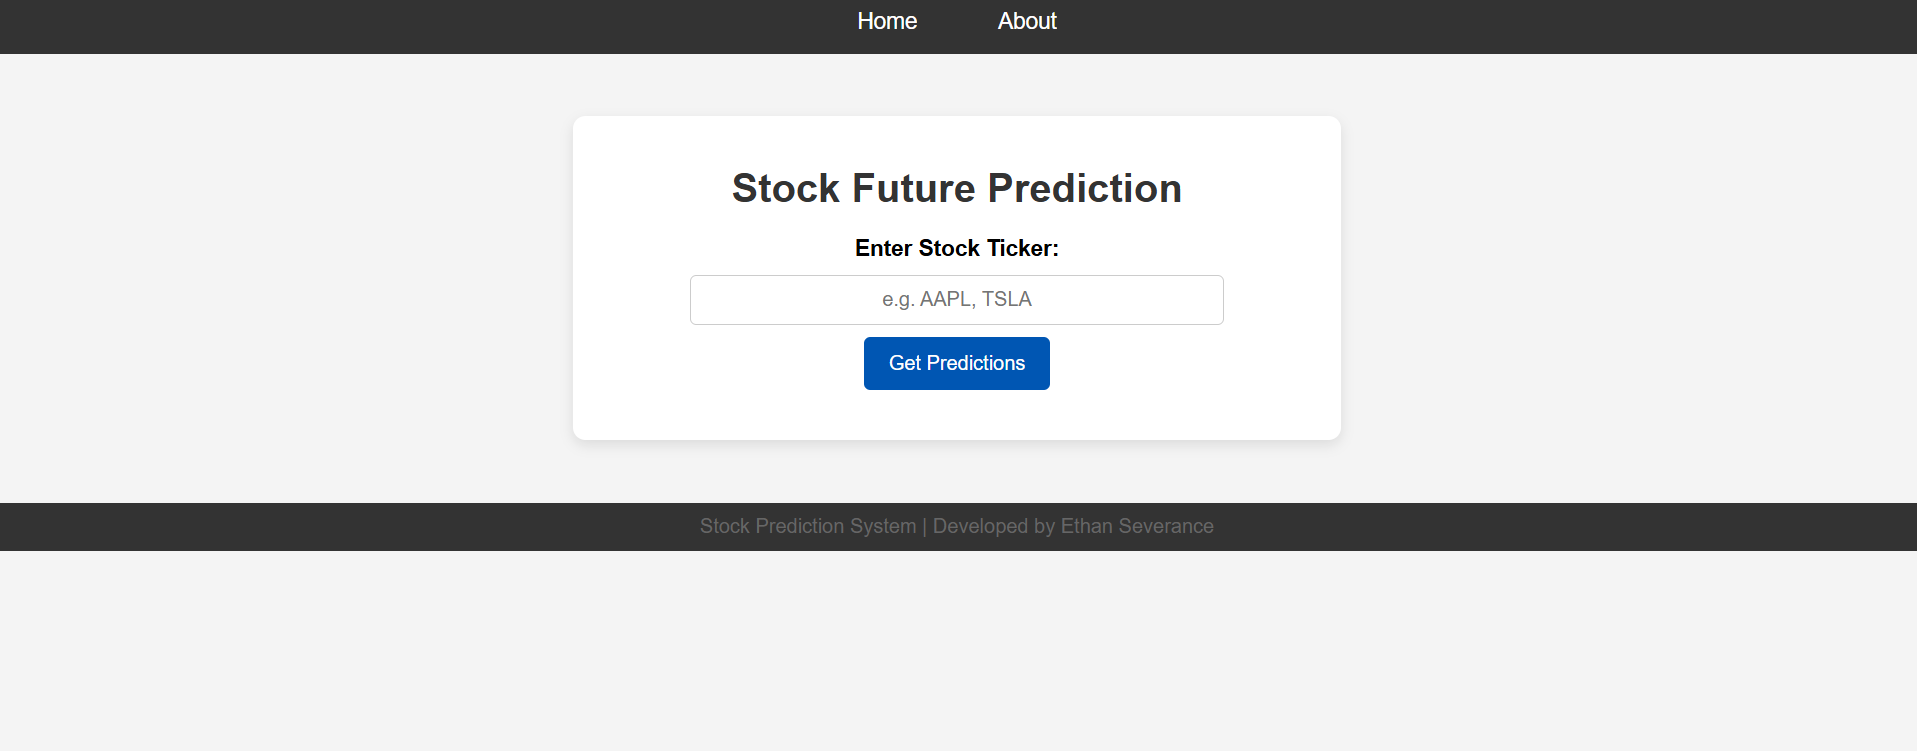 Home About
Stock Future Prediction
Enter Stock Ticker:
e.g. AAPL, TSLA
Get Predictions
Stock Prediction System | Developed by Ethan Severance